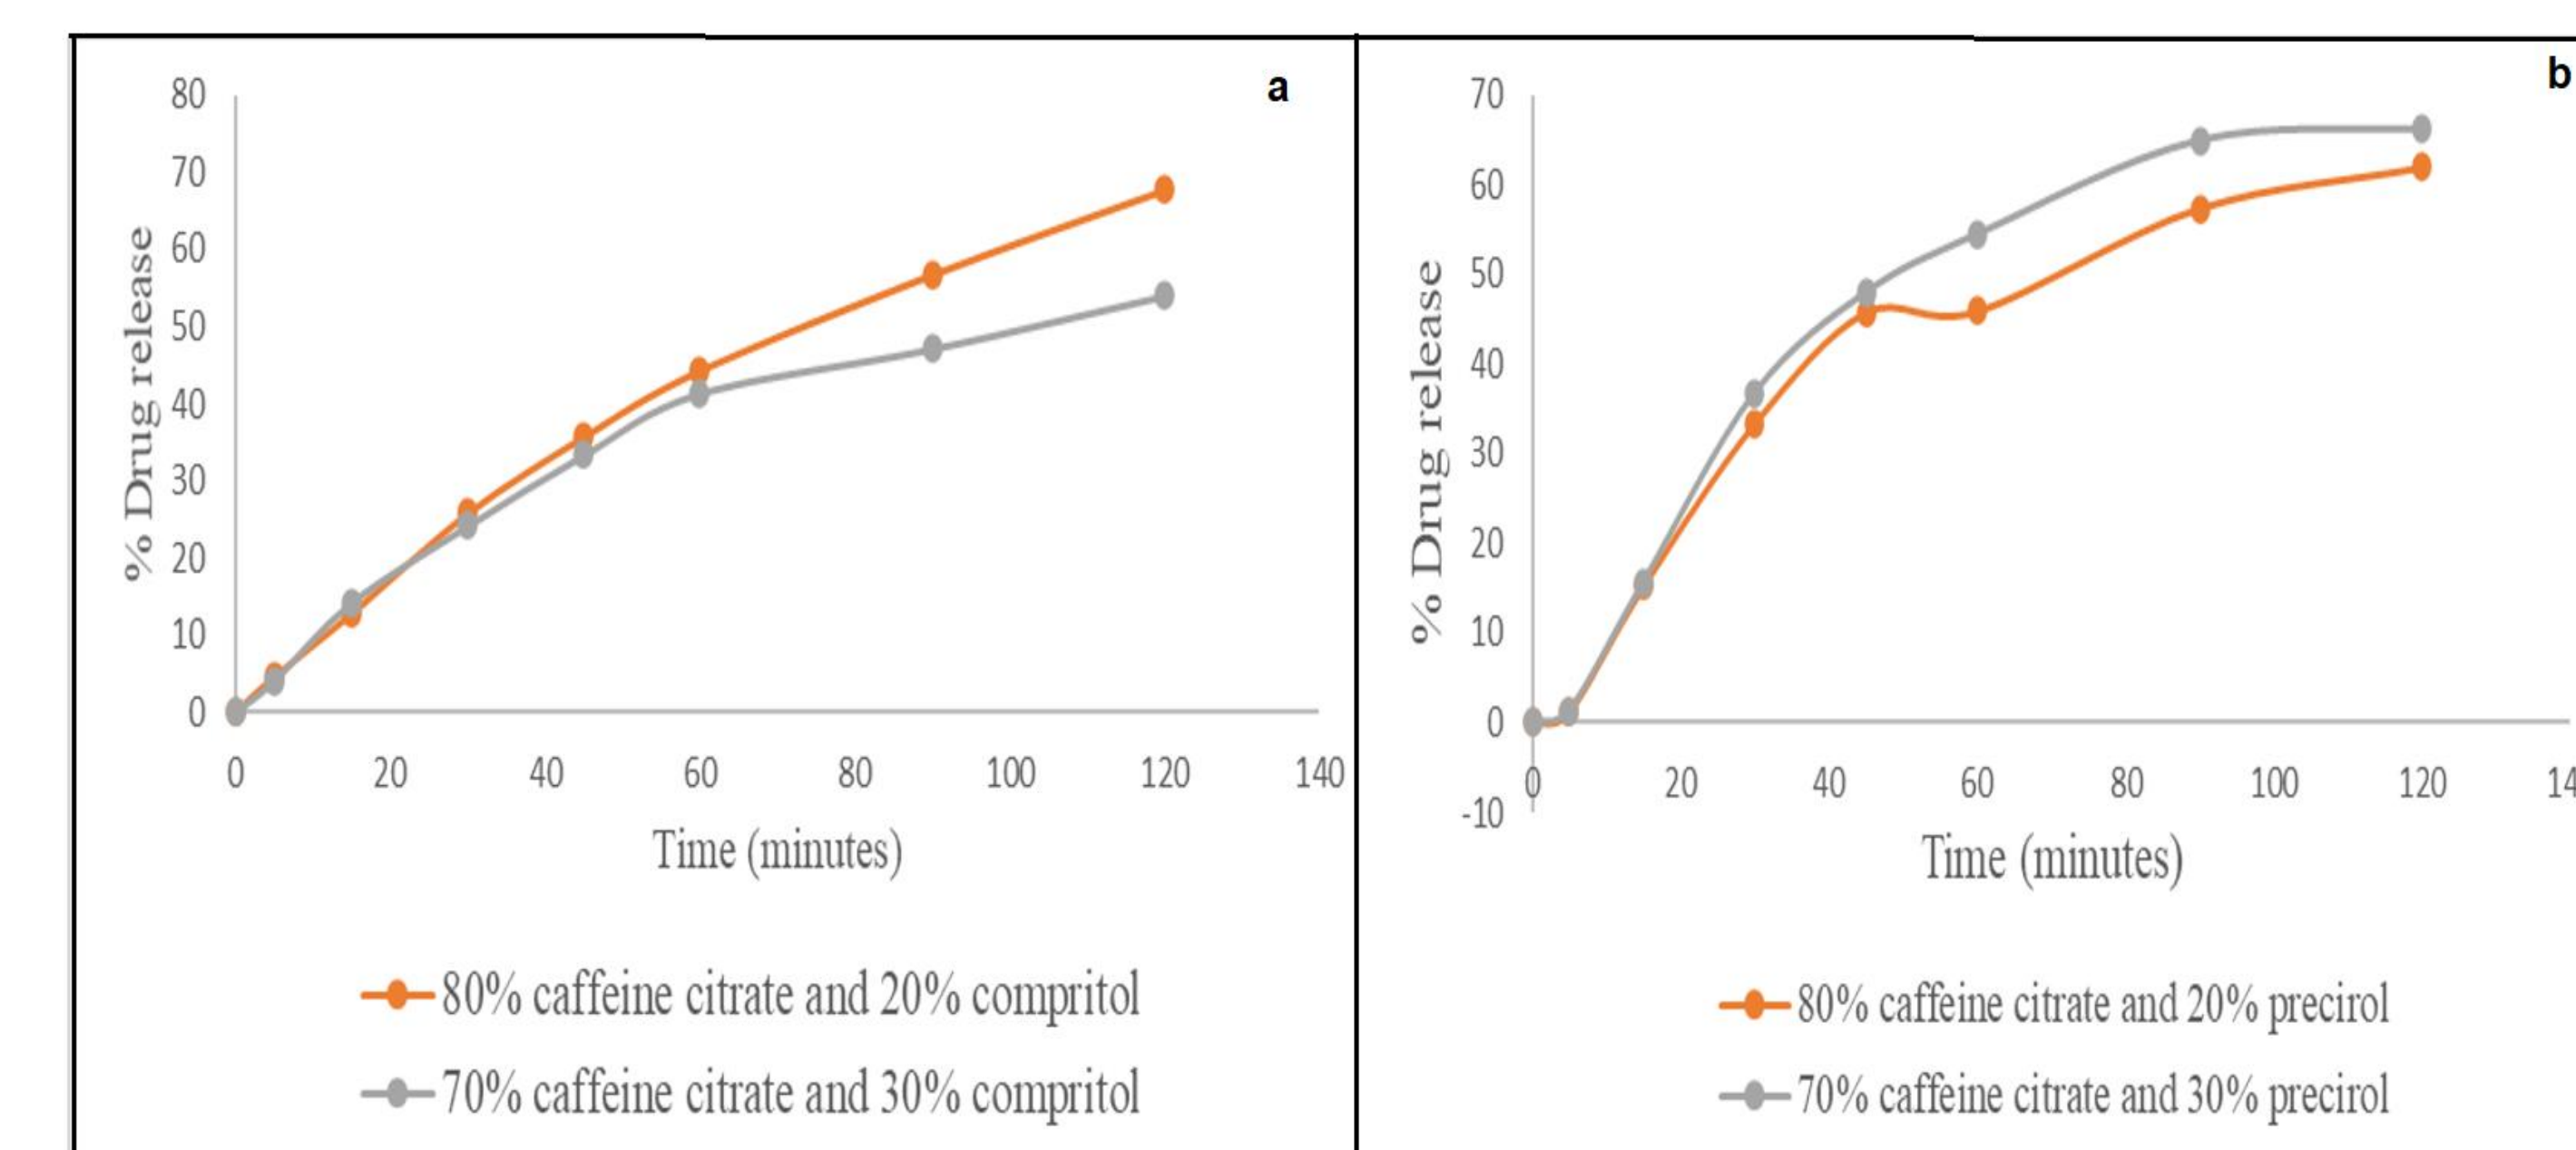 a
80
70
60
50
40
30
20
10
0
% Drug release
0 20 40 60 80 100 120 140
Time (minutes)
80% caffeine citrate and 20% compritol
70% caffeine citrate and 30% compritol
b
70
60
50
40
30
20
10
0
-10
% Drug release
0 20 40 60 80 100 120 14
Time (minutes)
80% caffeine citrate and 20% precirol
70% caffeine citrate and 30% precirol